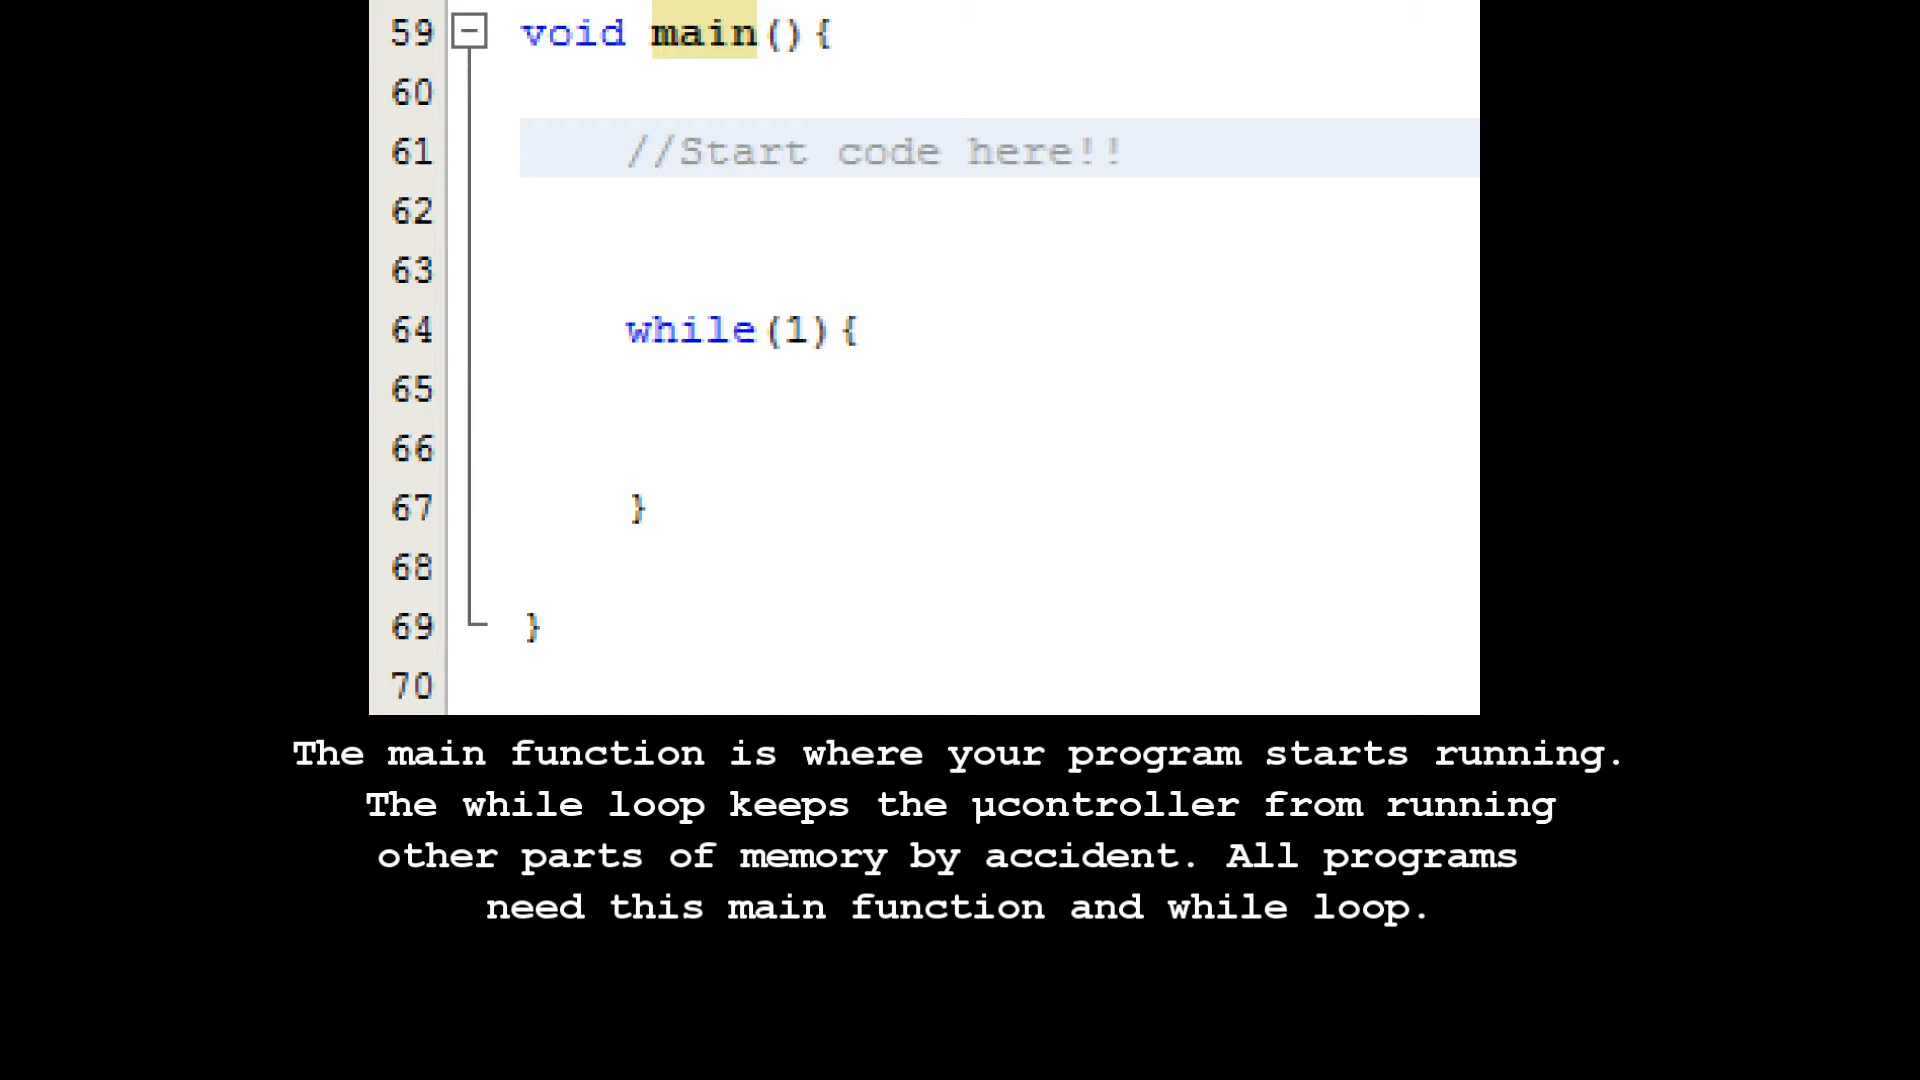 59 void main(){
60
61 //Start code here!!
62
63
64 while(1){
65
66
67 }
68
69 }
70
The main function is where your program starts running.
The while loop keeps the µcontroller from running
other parts of memory by accident. All programs
need this main function and while loop.